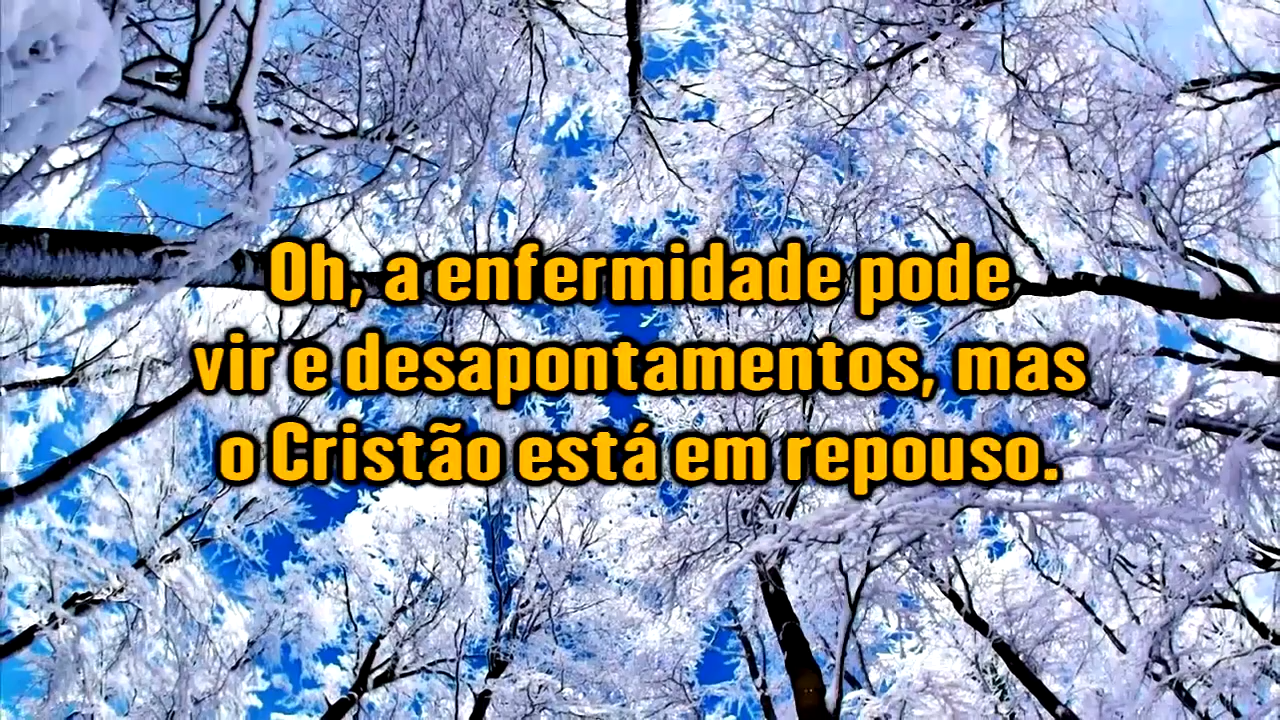 Oh, a enfermidade pode
vir e desapontamentos, mas
o Cristão está em repouso.